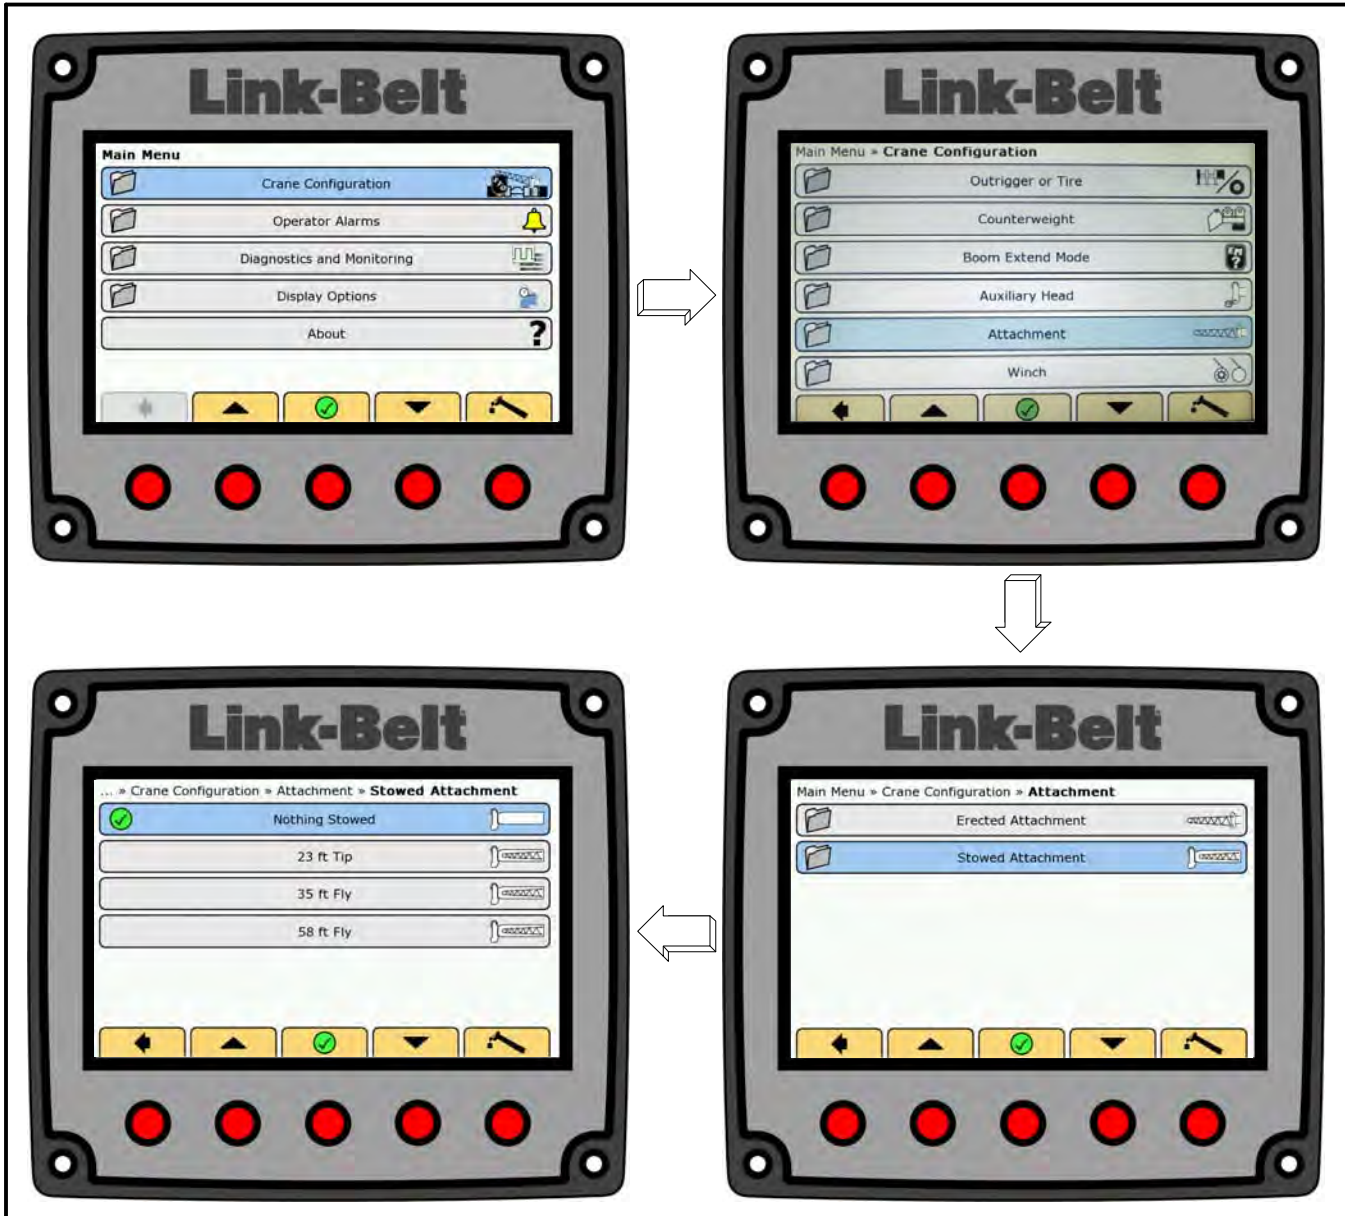 Link-Belt
Main Menu
Crane Configuration
Operator Alarms
Diagnostics and Monitoring
Display Options
About
?
Link-Belt
Main Menu » Crane Configuration
Outrigger or Tire
Counterweight
Boom Extend Mode
?
Auxiliary Head
Attachment
Winch
Link-Belt
Main Menu » Crane Configuration » Attachment
Erected Attachment
Stowed Attachment
Link-Belt
... » Crane Configuration » Attachment » Stowed Attachment
Nothing Stowed
23 ft Tip
35 ft Fly
58 ft Fly